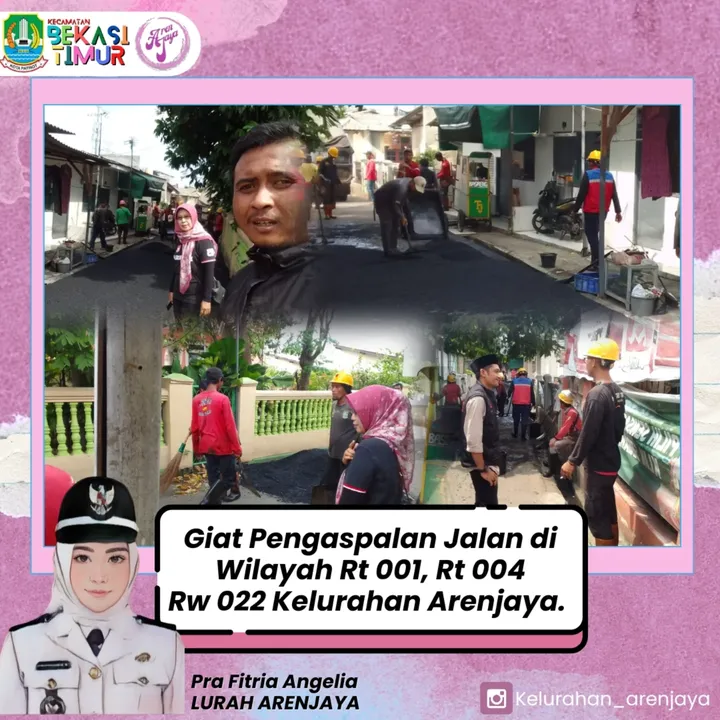 KECAMATAN
BEKASI
TIMUR
Aren
Jaya
Giat Pengaspalan Jalan di
Wilayah Rt 001, Rt 004
Rw 022 Kelurahan Arenjaya.
Pra Fitria Angelia
LURAH ARENJAYA
Kelurahan_arenjaya